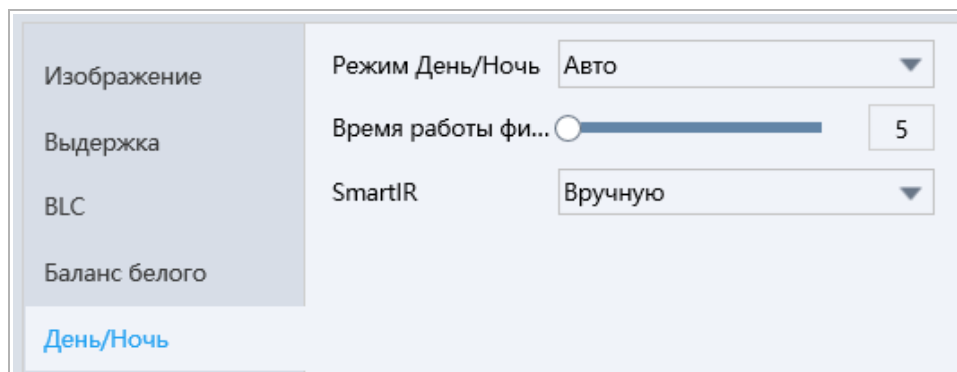 Изображение
Выдержка
BLC
Баланс белого
День/Ночь
Режим День/Ночь Авто
Время работы фи... 5
SmartIR Вручную